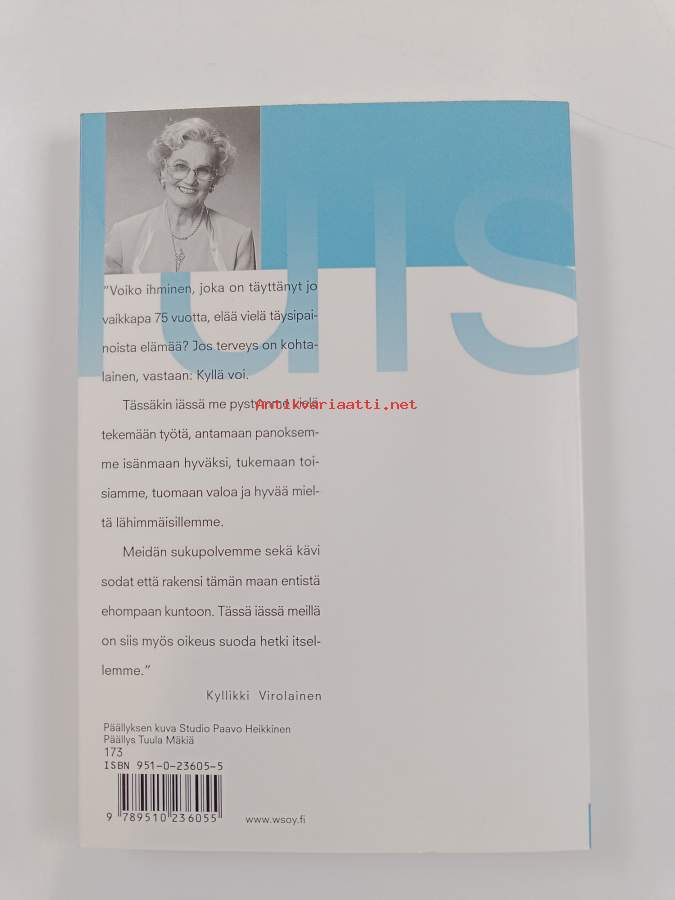 luis
"Voiko ihminen, joka on täyttänyt jo
vaikkapa 75 vuotta, elää vielä täysipai-
noista elämää? Jos terveys on kohta-
lainen, vastaan: Kyllä voi.
Tässäkin iässä me pystymme vielä
Antikvariaatti.net
tekemään työtä, antamaan panoksem-
me isänmaan hyväksi, tukemaan toi-
siamme, tuomaan valoa ja hyvää miel-
tä lähimmäisillemme.
Meidän sukupolvemme sekä kävi
sodat että rakensi tämän maan entistä
ehompaan kuntoon. Tässä iässä meillä
on siis myös oikeus suoda hetki itsel-
lemme."
Kyllikki Virolainen
Päällyksen kuva Studio Paavo Heikkinen
Päällys Tuula Mäkiä
173
ISBN 951-0-23605-5
9 789510 236055
www.wsoy.fi